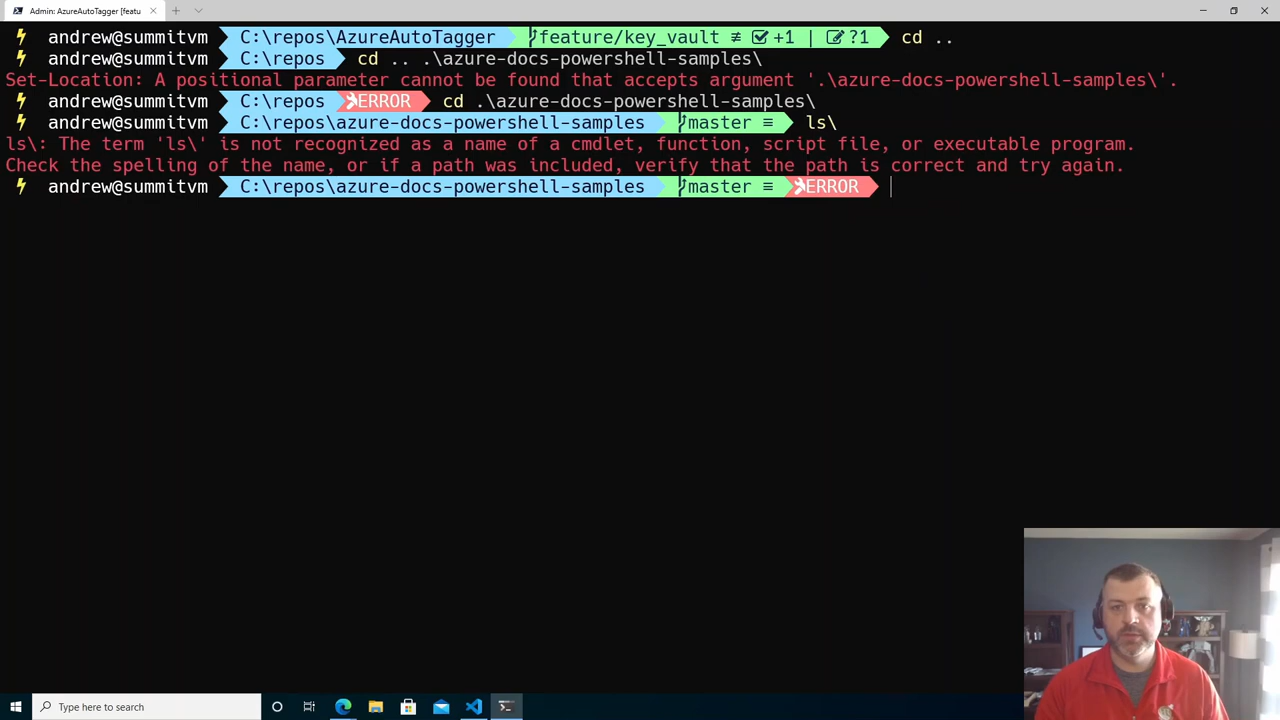 Admin: AzureAutoTagger [featu
andrew@summitvm C:\repos\AzureAutoTagger feature/key_vault ≢ +1 | ?1 cd ..
andrew@summitvm C:\repos cd .. .\azure-docs-powershell-samples\
Set-Location: A positional parameter cannot be found that accepts argument '.\azure-docs-powershell-samples\'.
andrew@summitvm C:\repos ERROR cd .\azure-docs-powershell-samples\
andrew@summitvm C:\repos\azure-docs-powershell-samples master ≡ ls\
ls\: The term 'ls\' is not recognized as a name of a cmdlet, function, script file, or executable program.
Check the spelling of the name, or if a path was included, verify that the path is correct and try again.
andrew@summitvm C:\repos\azure-docs-powershell-samples master ≡ ERROR
Type here to search